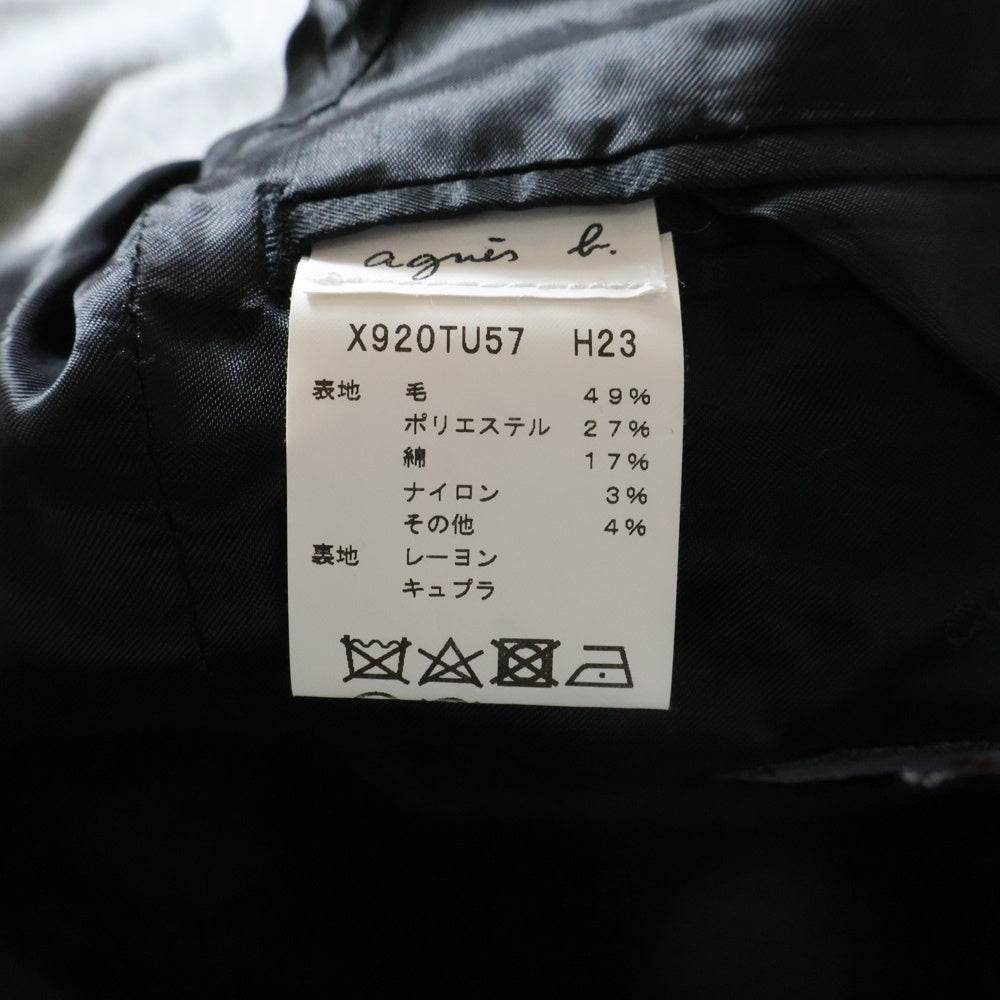 agnès b.
X920TU57 H23
表地 毛 49%
ポリエステル 27%
綿 17%
ナイロン 3%
その他 4%
裏地 レーヨン
キュプラ